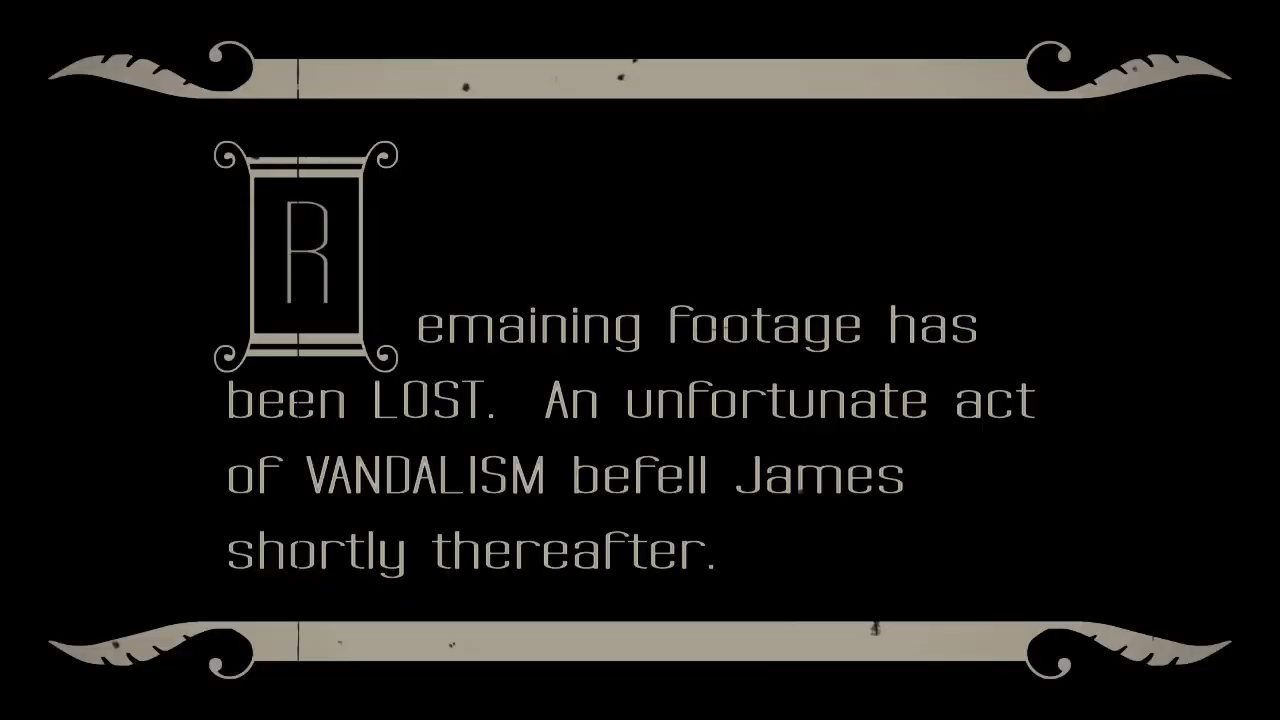 Remaining footage has
been LOST. An unfortunate act
of VANDALISM befell James
shortly thereafter.